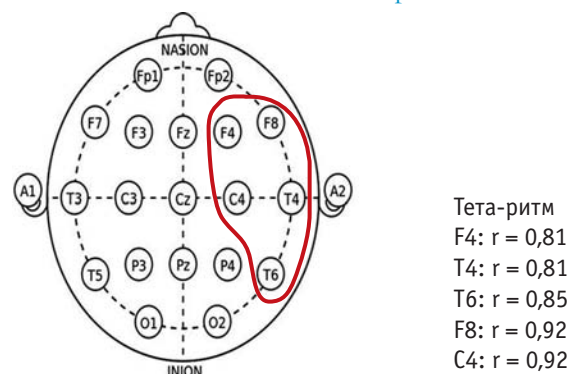 NASION
Fp1 Fp2
F7 F3 Fz F4 F8
A1 T3 C3 Cz C4 T4 A2
T5 P3 Pz P4 T6
O1 O2
INION
Тета-ритм
F4: r = 0,81
T4: r = 0,81
T6: r = 0,85
F8: r = 0,92
C4: r = 0,92